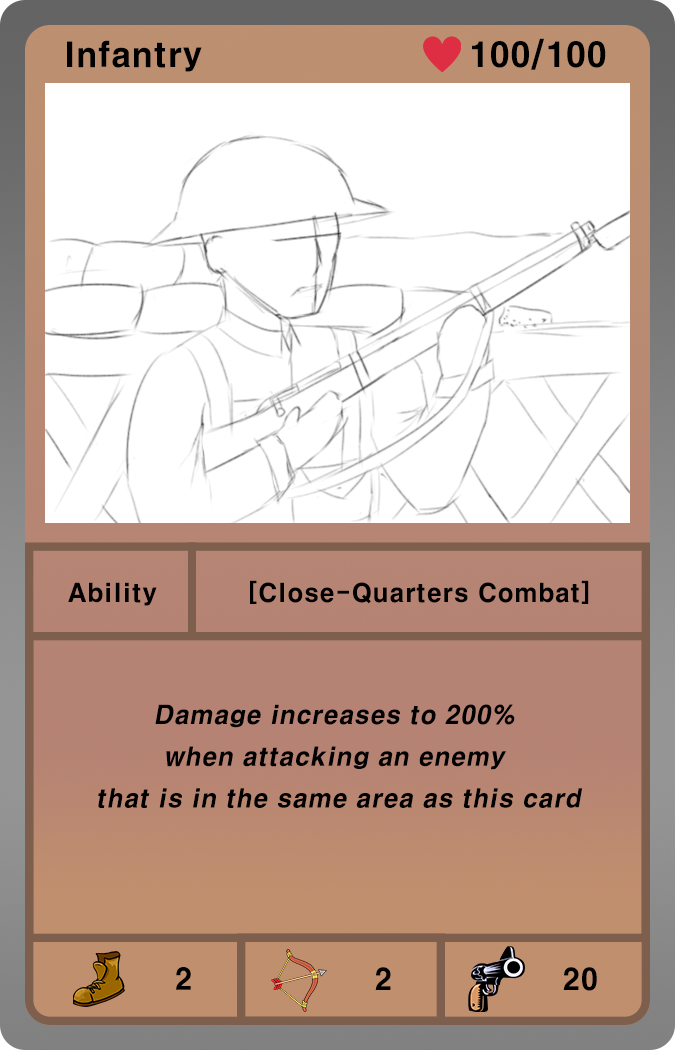 Infantry
100/100
Ability
[Close-Quarters Combat]
Damage increases to 200%
when attacking an enemy
that is in the same area as this card
2
2
20